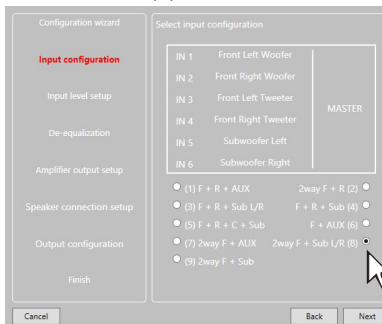 Configuration wizard
Input configuration
Input level setup
De-equalization
Amplifier output setup
Speaker connection setup
Output configuration
Finish
Select input configuration
IN 1 Front Left Woofer
IN 2 Front Right Woofer
IN 3 Front Left Tweeter
IN 4 Front Right Tweeter
IN 5 Subwoofer Left
IN 6 Subwoofer Right
MASTER
(1) F + R + AUX 2way F + R (2)
(3) F + R + Sub L/R F + R + Sub (4)
(5) F + R + C + Sub F + AUX (6)
(7) 2way F + AUX 2way F + Sub L/R (8)
(9) 2way F + Sub
Cancel Back Next